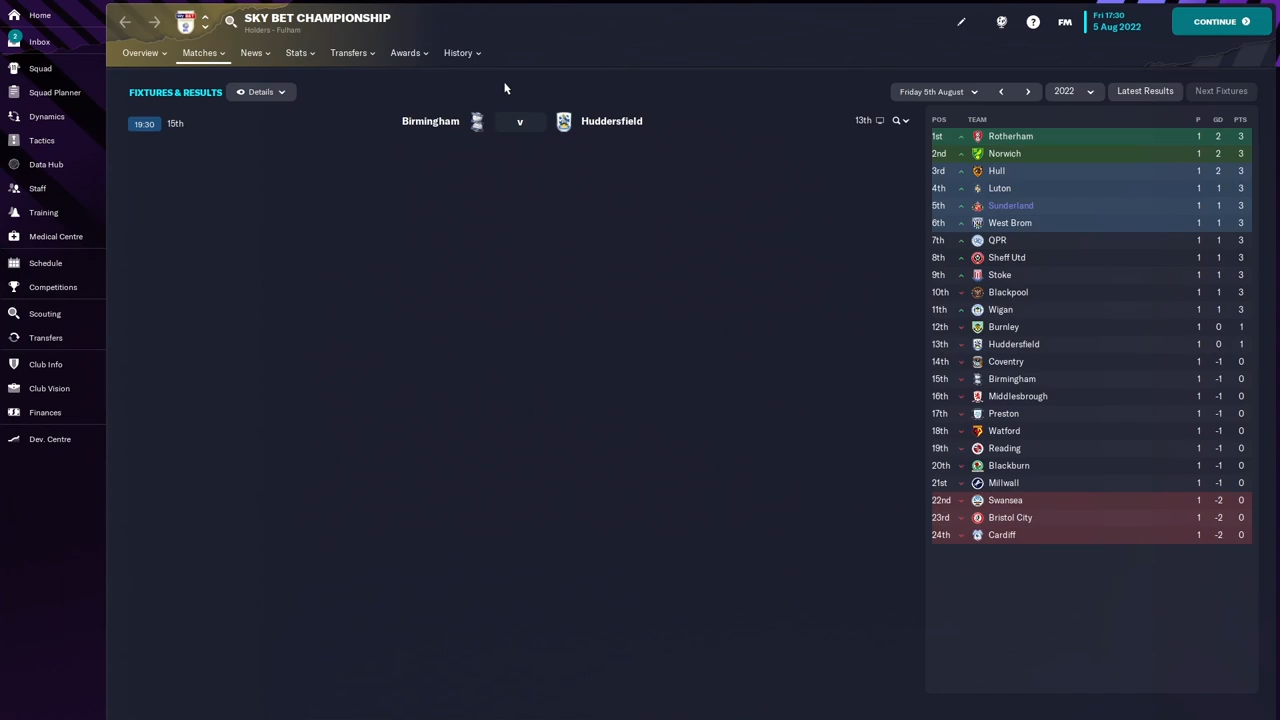 Home
2
Inbox
Squad
Squad Planner
Dynamics
Tactics
Data Hub
Staff
Training
Medical Centre
Schedule
Competitions
Scouting
Transfers
Club Info
Club Vision
Finances
Dev. Centre
SKY BET CHAMPIONSHIP
Holders - Fulham
FM
Fri 17:30
5 Aug 2022
CONTINUE
Overview
Matches
News
Stats
Transfers
Awards
History
FIXTURES & RESULTS
Details
Friday 5th August
2022
Latest Results
Next Fixtures
19:30 15th Birmingham v Huddersfield 13th
POS TEAM P GD PTS
1st Rotherham 1 2 3
2nd Norwich 1 2 3
3rd Hull 1 2 3
4th Luton 1 1 3
5th Sunderland 1 1 3
6th West Brom 1 1 3
7th QPR 1 1 3
8th Sheff Utd 1 1 3
9th Stoke 1 1 3
10th Blackpool 1 1 3
11th Wigan 1 1 3
12th Burnley 1 0 1
13th Huddersfield 1 0 1
14th Coventry 1 -1 0
15th Birmingham 1 -1 0
16th Middlesbrough 1 -1 0
17th Preston 1 -1 0
18th Watford 1 -1 0
19th Reading 1 -1 0
20th Blackburn 1 -1 0
21st Millwall 1 -1 0
22nd Swansea 1 -2 0
23rd Bristol City 1 -2 0
24th Cardiff 1 -2 0